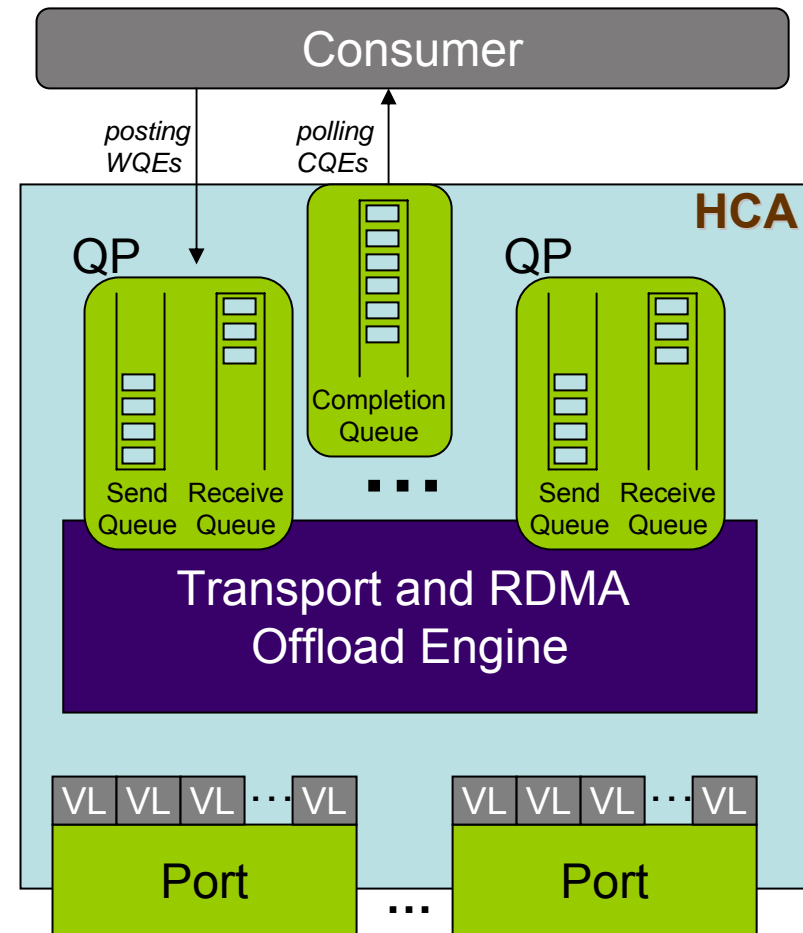 Consumer
posting
WQEs
polling
CQEs
HCA
QP
QP
Completion
Queue
...
Send
Queue
Receive
Queue
Send
Queue
Receive
Queue
Transport and RDMA
Offload Engine
VL VL VL ... VL
VL VL VL ... VL
Port
...
Port